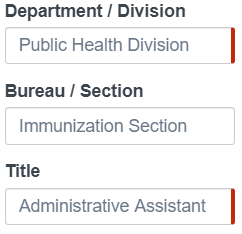 Department / Division
Public Health Division
Bureau / Section
Immunization Section
Title
Administrative Assistant